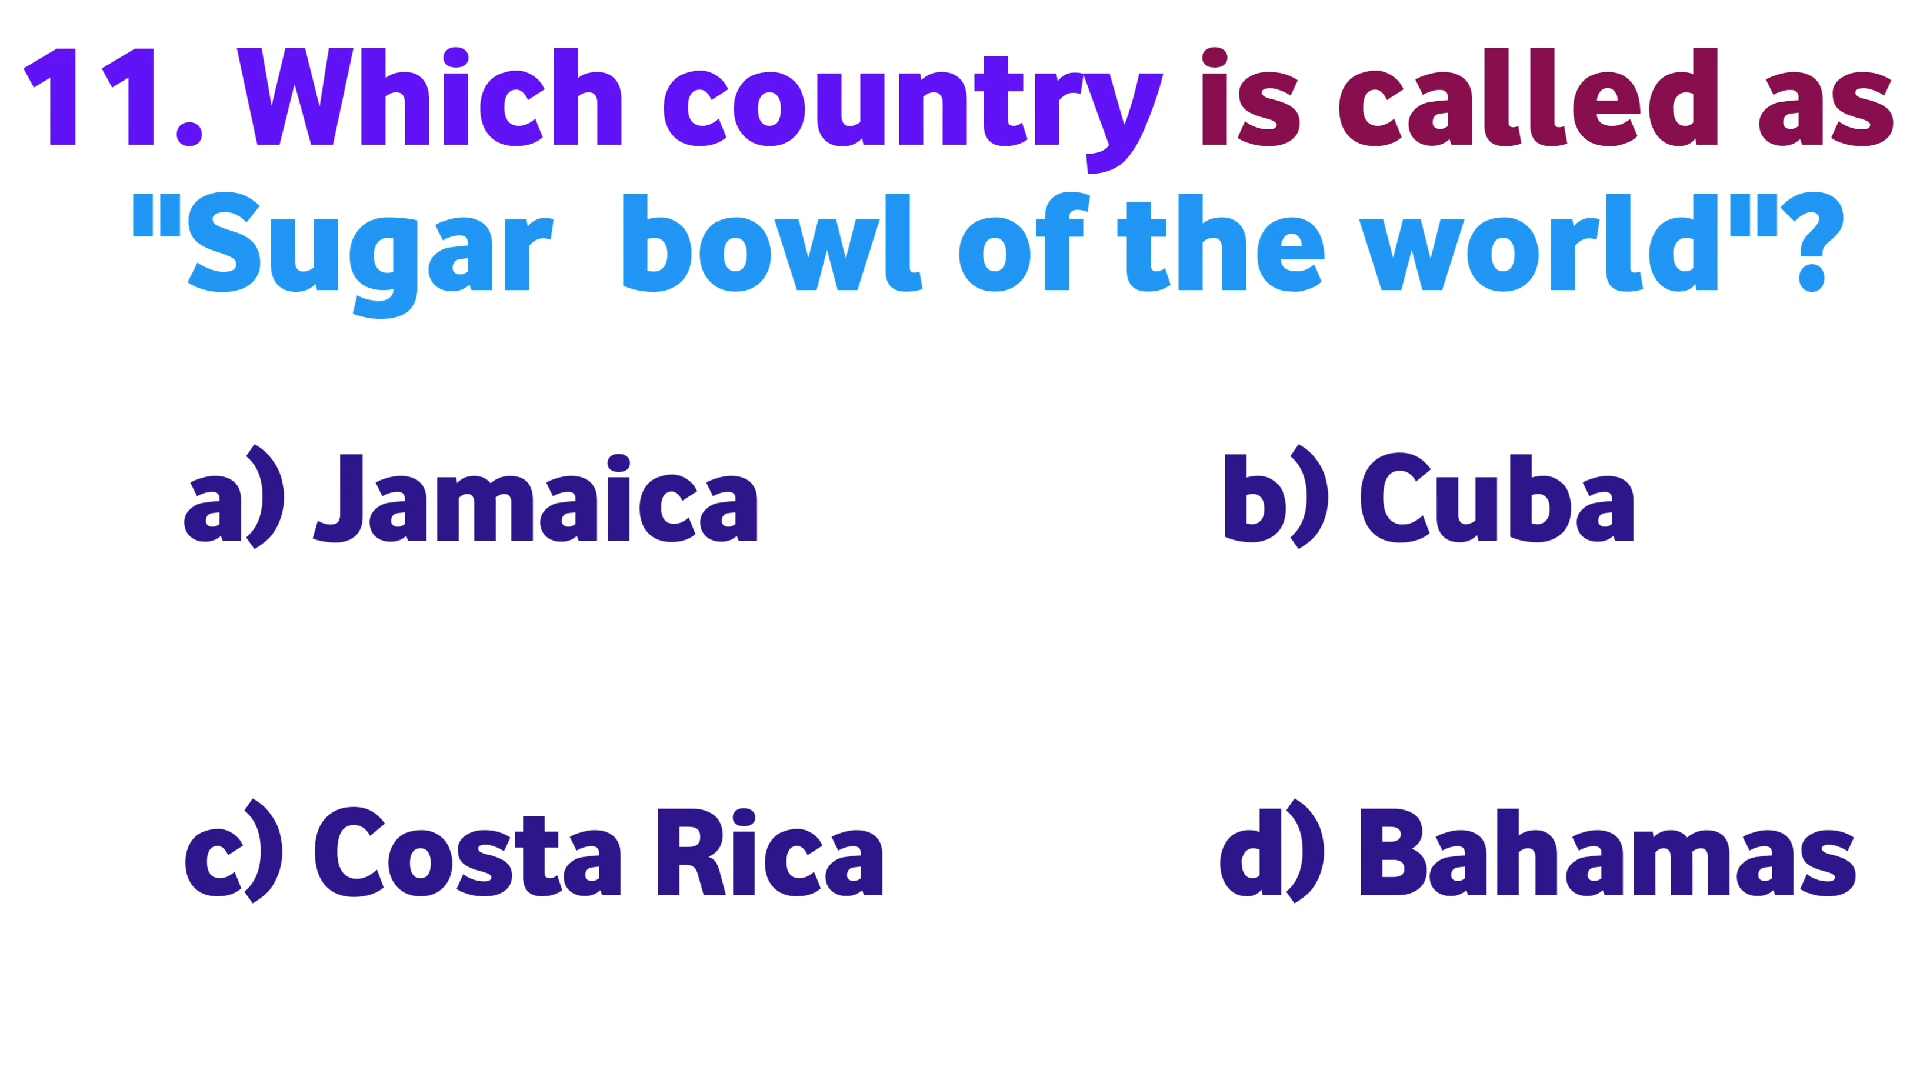 11. Which country is called as
"Sugar  bowl of the world"?
a) Jamaica
b) Cuba
c) Costa Rica
d) Bahamas